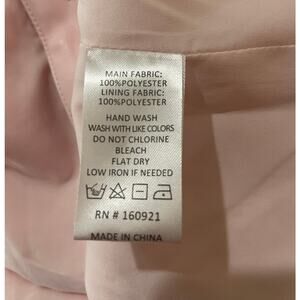 MAIN FABRIC:
100%POLYESTER
LINING FABRIC:
100%POLYESTER
HAND WASH
WASH WITH LIKE COLORS
DO NOT CHLORINE
BLEACH
FLAT DRY
LOW IRON IF NEEDED
RN # 160921
MADE IN CHINA